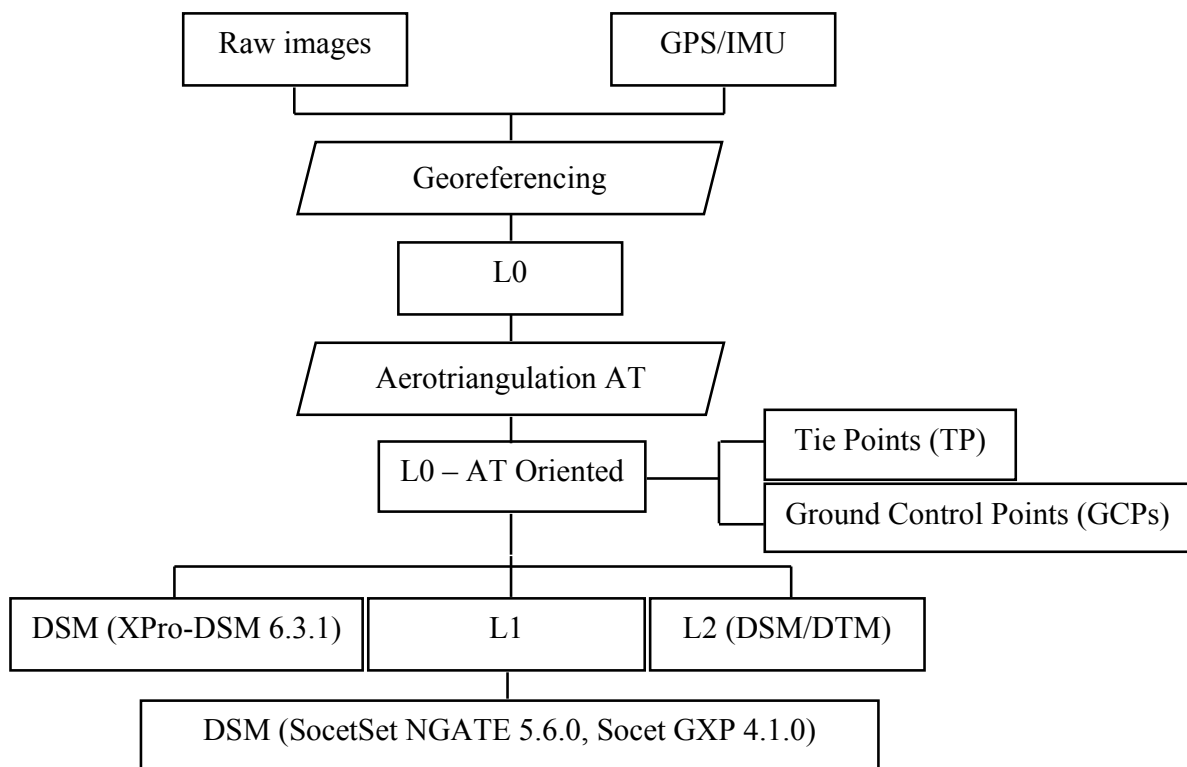 Raw images
GPS/IMU
Georeferencing
L0
Aerotriangulation AT
L0 – AT Oriented
Tie Points (TP)
Ground Control Points (GCPs)
DSM (XPro-DSM 6.3.1)
L1
L2 (DSM/DTM)
DSM (SocetSet NGATE 5.6.0, Socet GXP 4.1.0)